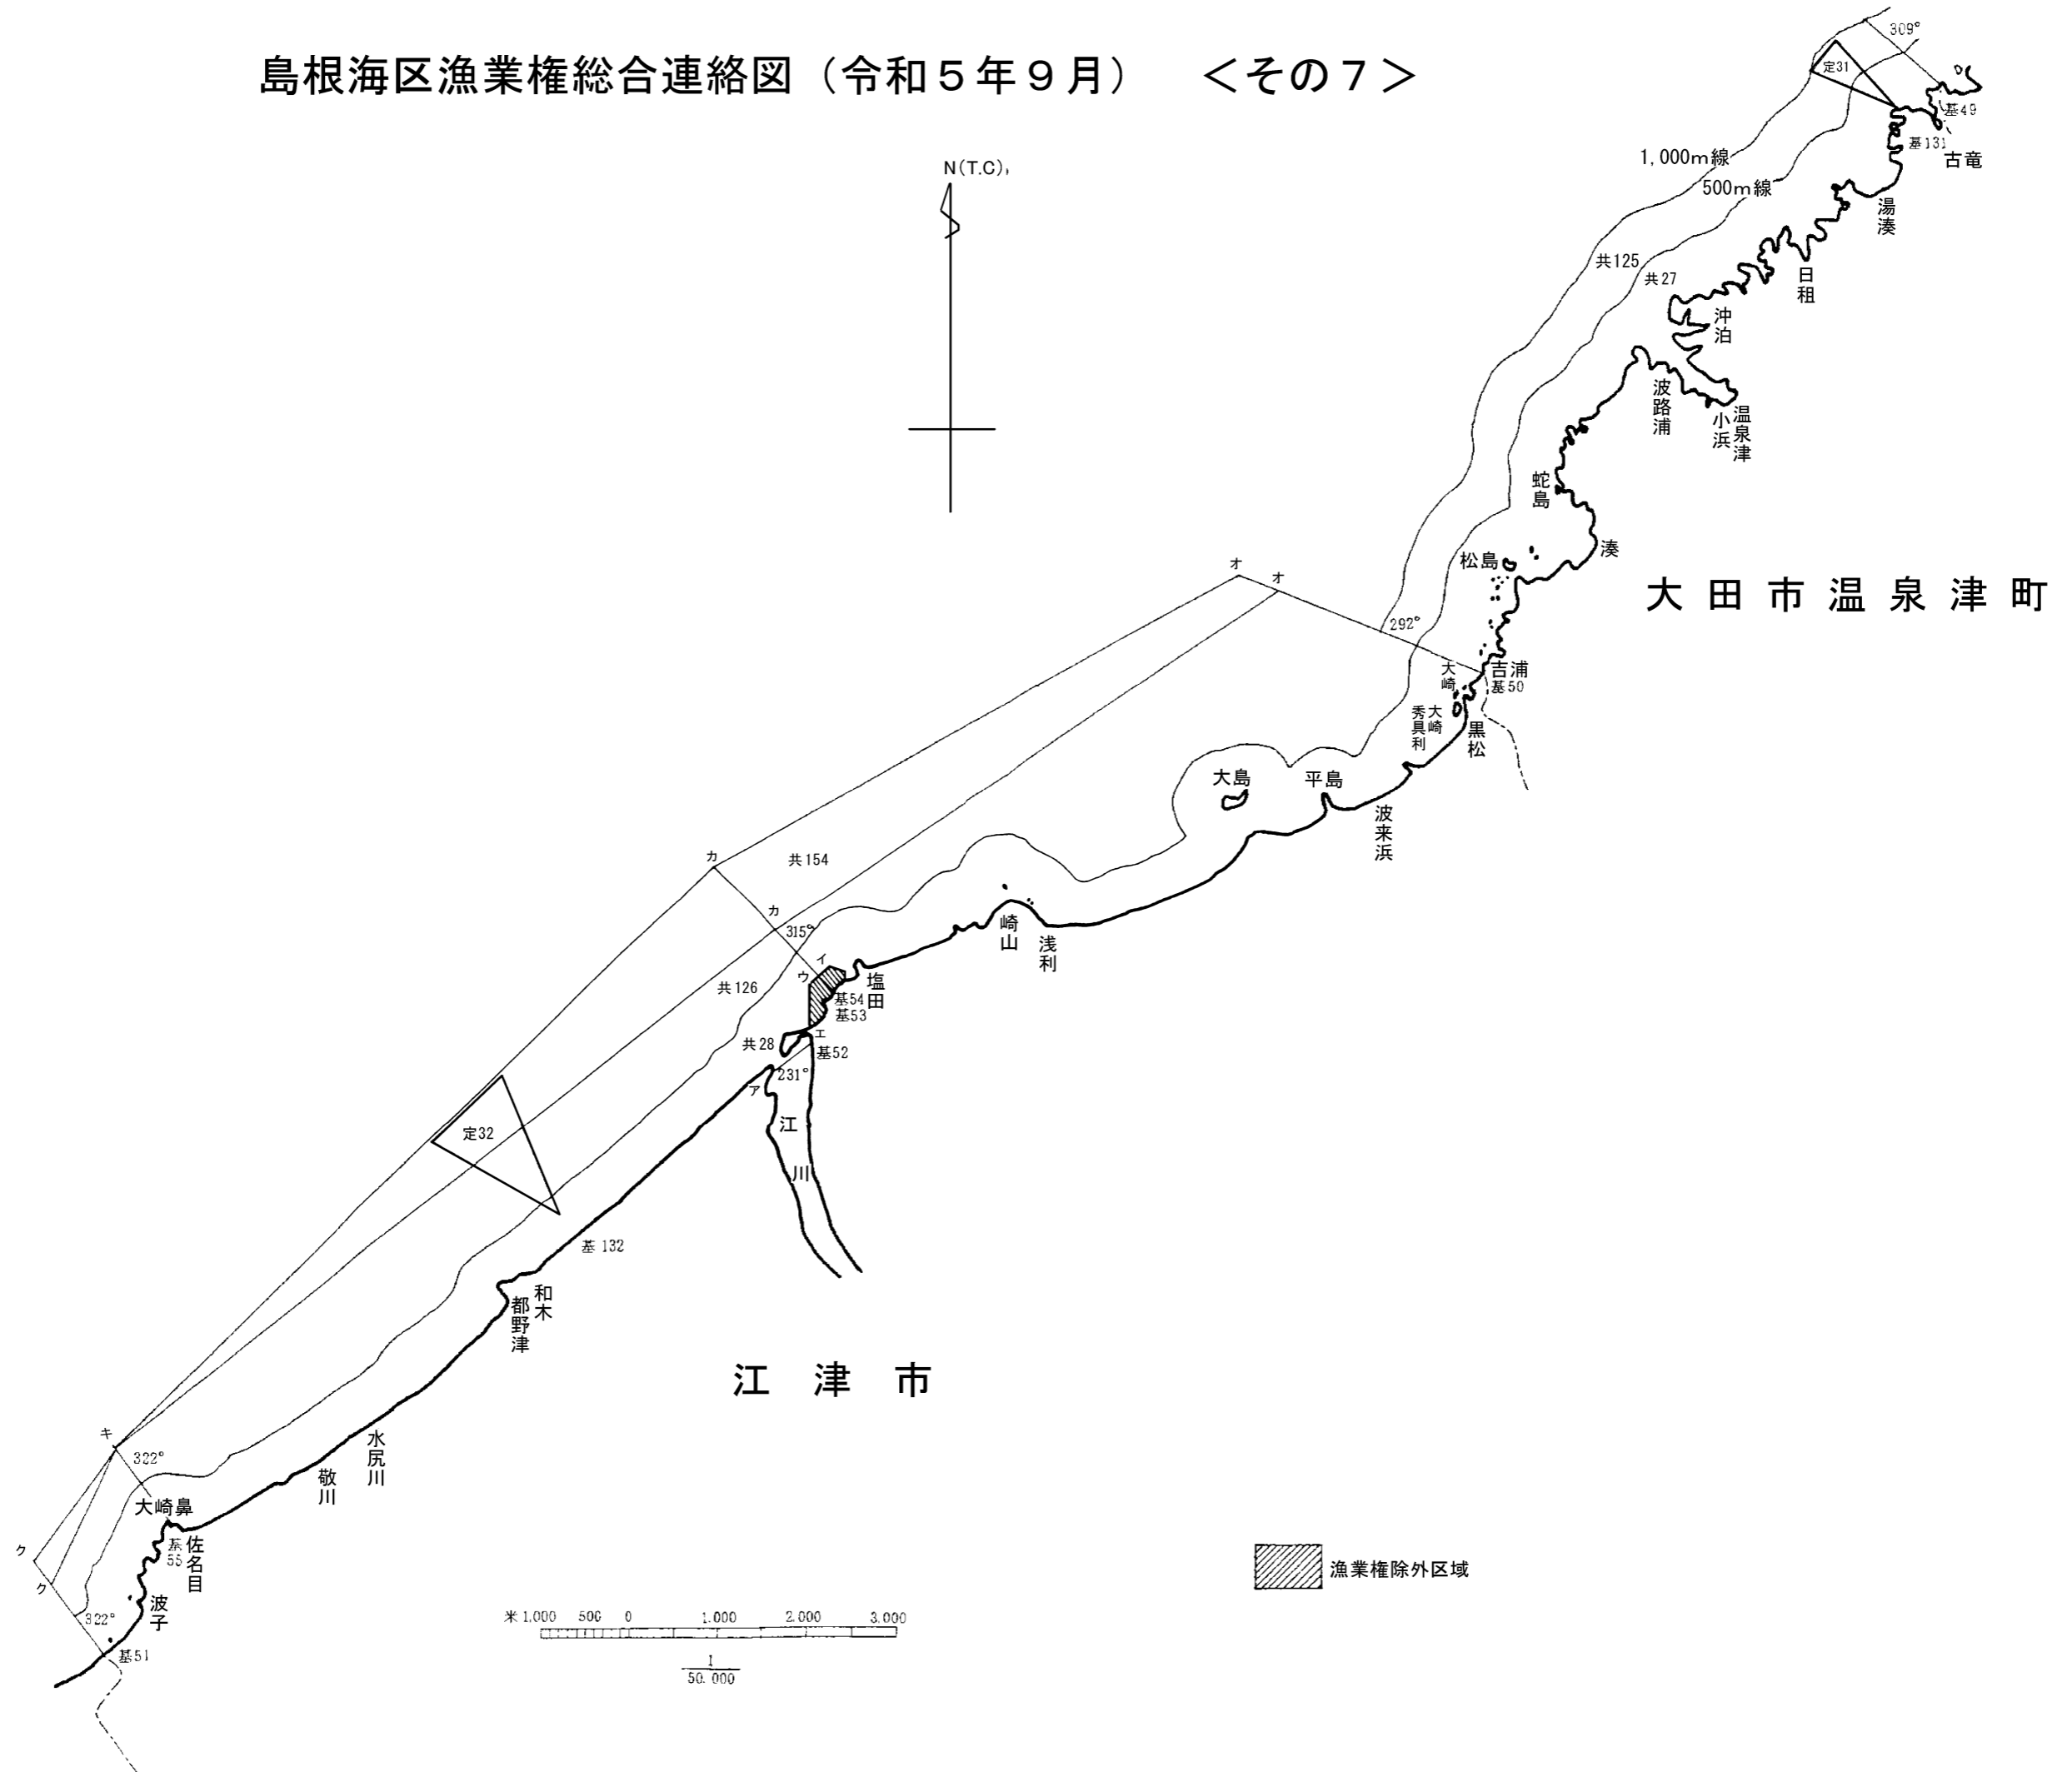 島根海区漁業権総合連絡図（令和５年９月）　＜その７＞
N(T.C)
309°
定31
基49
基131
古竜
1,000m線
500m線
湯湊
共125
共27
日祖
沖泊
波路浦
小浜
温泉津
蛇島
湊
松島
大田市温泉津町
オ
オ
292°
大崎
吉浦
基50
大崎
秀具利
黒松
大島
平島
波来浜
カ
共154
カ
315°
崎山
浅利
イ
ウ
塩田
共126
基54
基53
共28
エ
基52
231°
ア
江川
定32
基132
和木
都野津
江津市
キ
322°
水尻川
敬川
大崎鼻
基55
佐名目
ク
ク
322°
波子
基51
漁業権除外区域
米 1,000 500 0 1.000 2.000 3.000
1
50.000